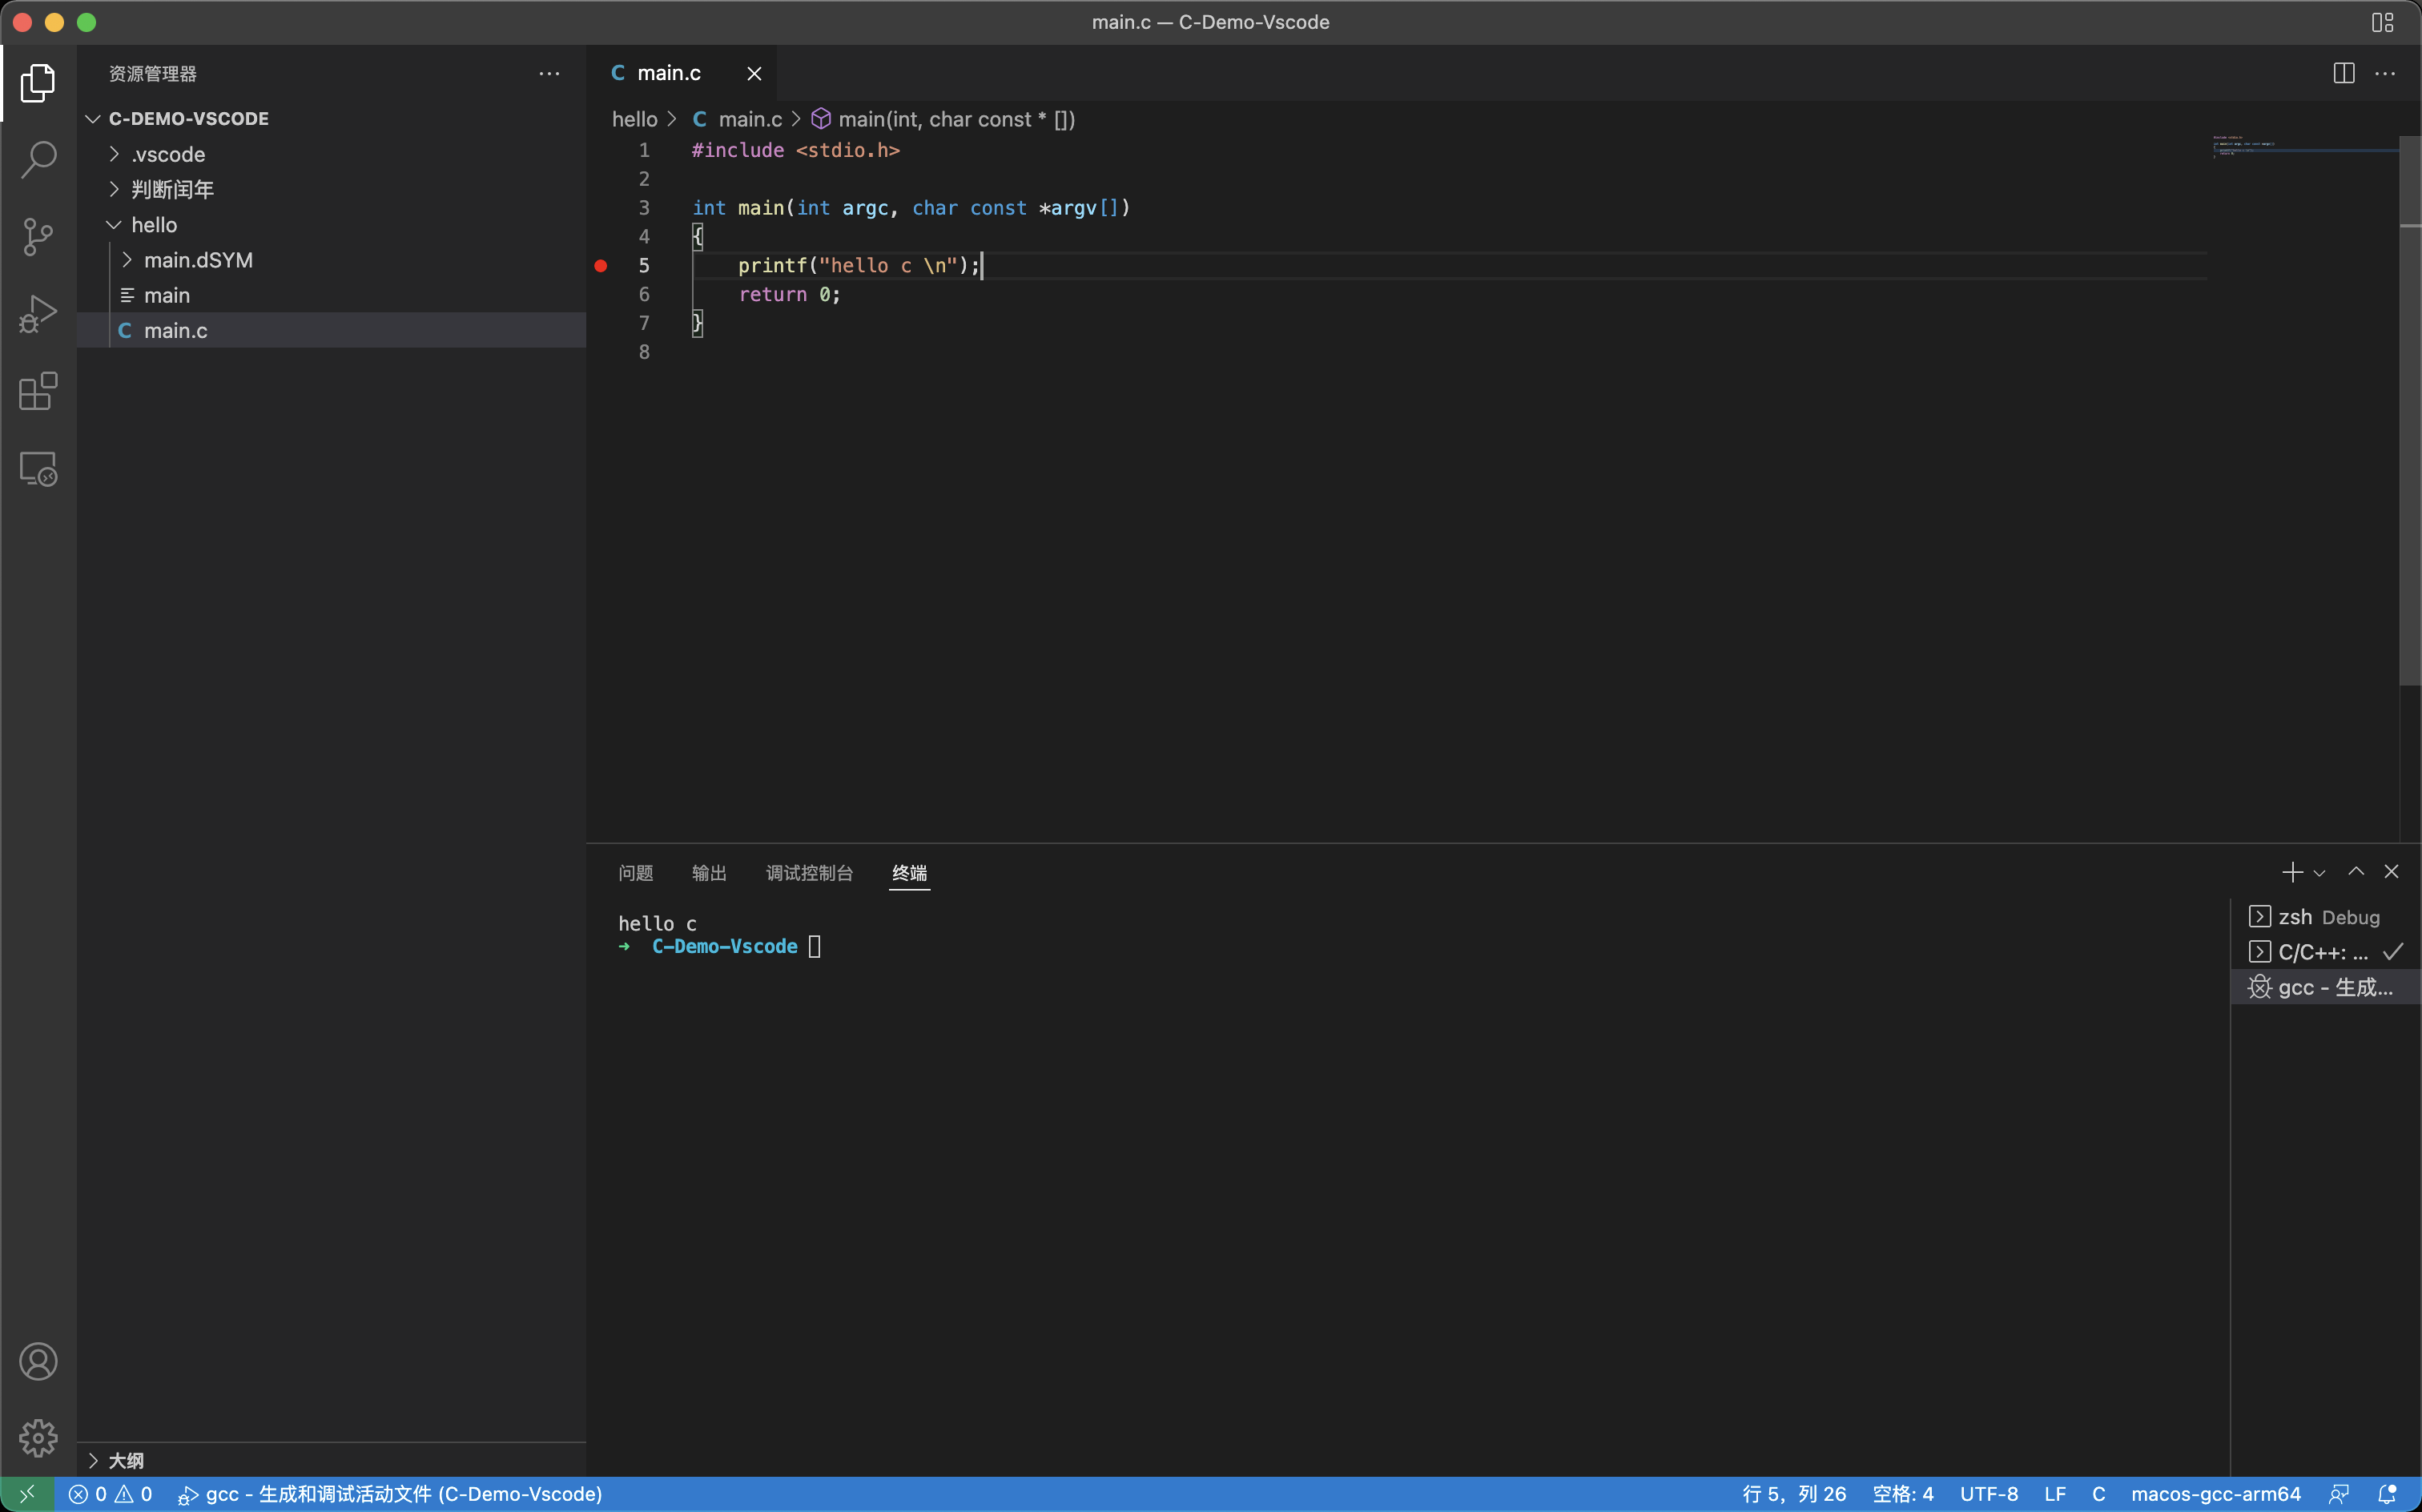 main.c — C-Demo-Vscode
资源管理器
C-DEMO-VSCODE
.vscode
判断闰年
hello
main.dSYM
main
C main.c
C main.c
hello > C main.c > main(int, char const * [])
1 #include <stdio.h>
2
3 int main(int argc, char const *argv[])
4 {
5 printf("hello c \n");
6 return 0;
7 }
8
问题 输出 调试控制台 终端
hello c
→ C-Demo-Vscode
zsh Debug
C/C++: ...
gcc - 生成...
大纲
0 0 gcc - 生成和调试活动文件 (C-Demo-Vscode) 行 5，列 26 空格: 4 UTF-8 LF C macos-gcc-arm64